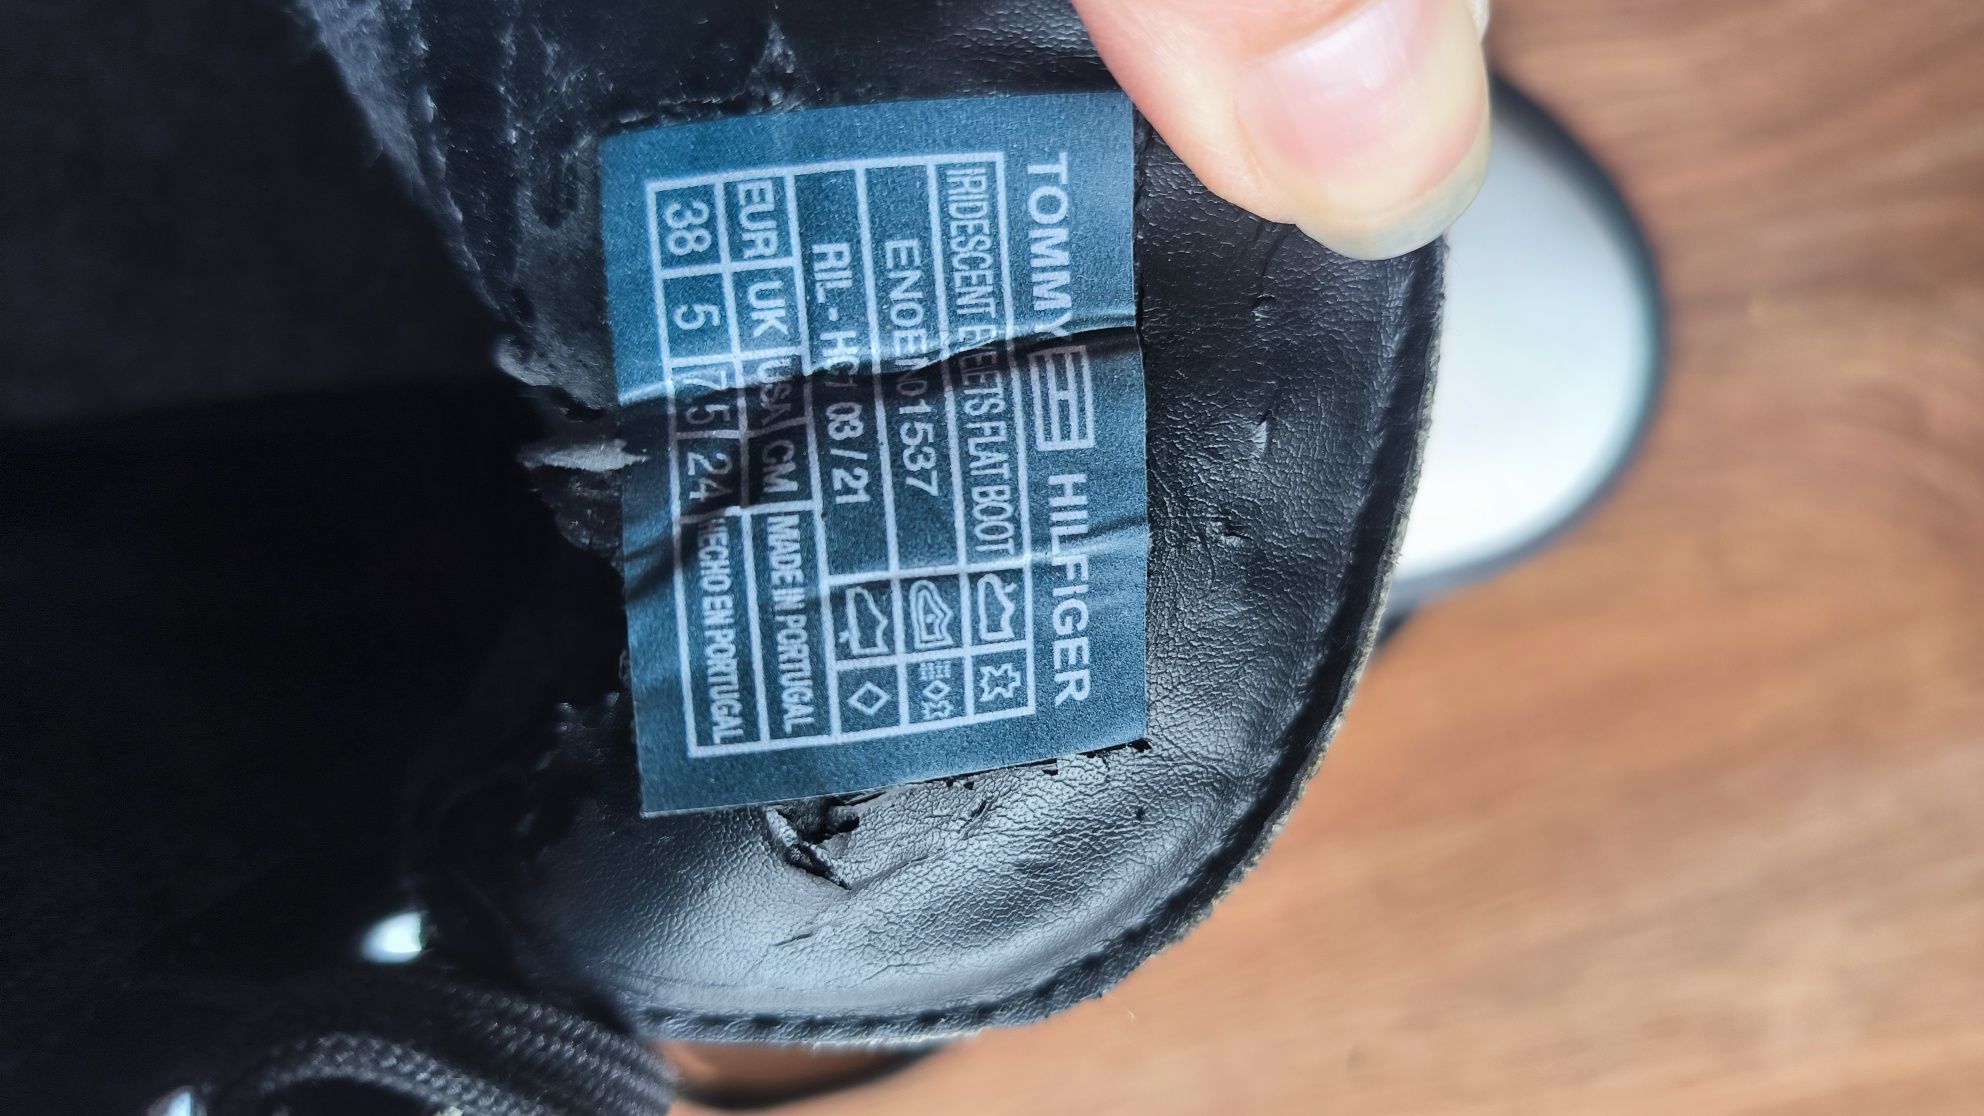 TOMMY HILFIGER
IRIDESCENT EYELETS FLAT BOOT
EN0EN01537
RIL - HC / 03 / 21
EUR UK USA CM MADE IN PORTUGAL
38 5 7,5 24 HECHO EN PORTUGAL